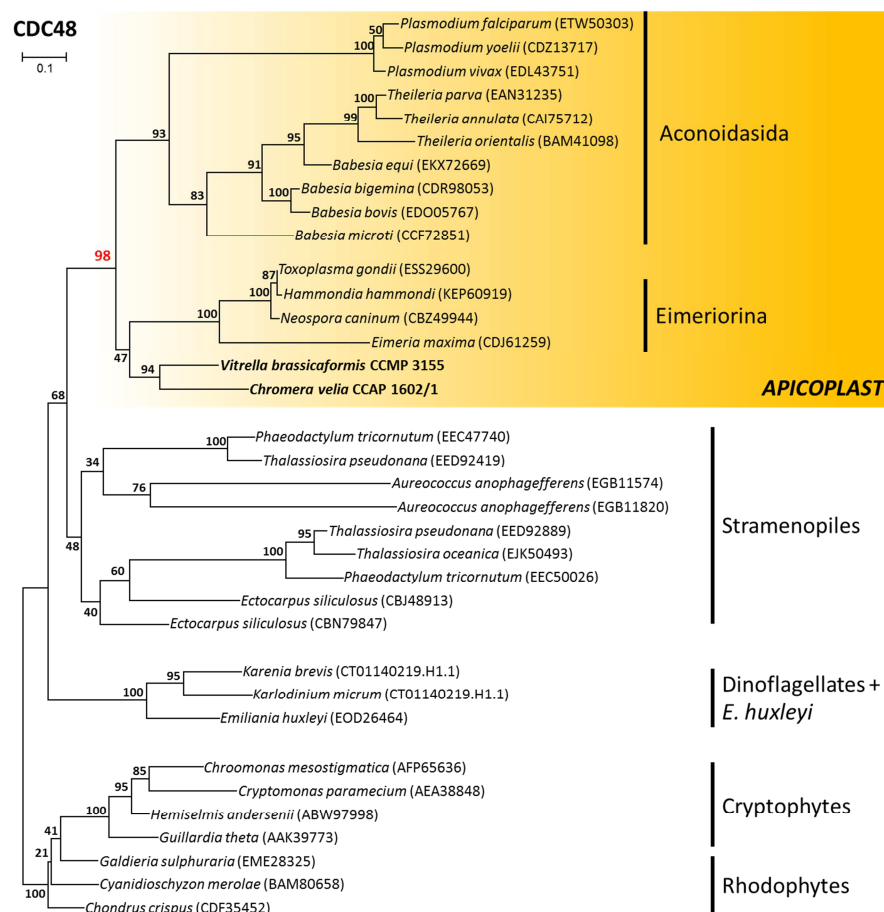 CDC48
0.1
50
Plasmodium falciparum (ETW50303)
100
Plasmodium yoelii (CDZ13717)
Plasmodium vivax (EDL43751)
100
Theileria parva (EAN31235)
99
Theileria annulata (CAI75712)
Theileria orientalis (BAM41098)
93
95
91
Babesia equi (EKX72669)
83
100
Babesia bigemina (CDR98053)
Babesia bovis (EDO05767)
Babesia microti (CCF72851)
Aconoidasida
98
87
Toxoplasma gondii (ESS29600)
100
Hammondia hammondi (KEP60919)
100
Neospora caninum (CBZ49944)
Eimeria maxima (CDJ61259)
Eimeriorina
47
94
Vitrella brassicaformis CCMP 3155
Chromera velia CCAP 1602/1
APICOPLAST
68
100
Phaeodactylum tricornutum (EEC47740)
Thalassiosira pseudonana (EED92419)
34
76
Aureococcus anophagefferens (EGB11574)
Aureococcus anophagefferens (EGB11820)
48
95
Thalassiosira pseudonana (EED92889)
100
Thalassiosira oceanica (EJK50493)
Phaeodactylum tricornutum (EEC50026)
60
40
Ectocarpus siliculosus (CBJ48913)
Ectocarpus siliculosus (CBN79847)
Stramenopiles
95
Karenia brevis (CT01140219.H1.1)
100
Karlodinium micrum (CT01140219.H1.1)
Emiliania huxleyi (EOD26464)
Dinoflagellates +
E. huxleyi
85
Chroomonas mesostigmatica (AFP65636)
95
Cryptomonas paramecium (AEA38848)
100
Hemiselmis andersenii (ABW97998)
Guillardia theta (AAK39773)
Cryptophytes
41
21
Galdieria sulphuraria (EME28325)
100
Cyanidioschyzon merolae (BAM80658)
Chondrus crispus (CDF35452)
Rhodophytes